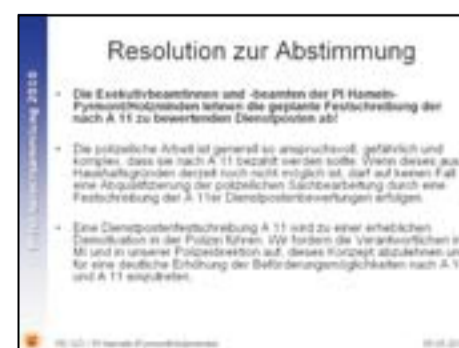 Resolution zur Abstimmung
Die Exekutivbeamtinnen und -beamten der PI Hameln-
Pyrmont/Holzminden lehnen die geplante Festschreibung der
nach A 11 zu bewertenden Dienstposten ab!
Die polizeiliche Arbeit ist generell so anspruchsvoll, gefährlich und
komplex, dass sie nach A 11 bezahlt werden sollte. Wenn dieses aus
Haushaltsgründen derzeit noch nicht möglich ist, darf auf keinen Fall
eine Abqualifizierung der polizeilichen Sachbearbeitung durch eine
Festschreibung der A 11er Dienstpostenbewertungen erfolgen.
Eine Dienstpostenfestschreibung A 11 wird zu einer erheblichen
Demotivation in der Polizei führen. Wir fordern die Verantwortlichen i
MI und in unserer Polizeidirektion auf, dieses Konzept abzulehnen un
für eine deutliche Erhöhung der Beförderungsmöglichkeiten nach A 1
und A 11 einzutreten.